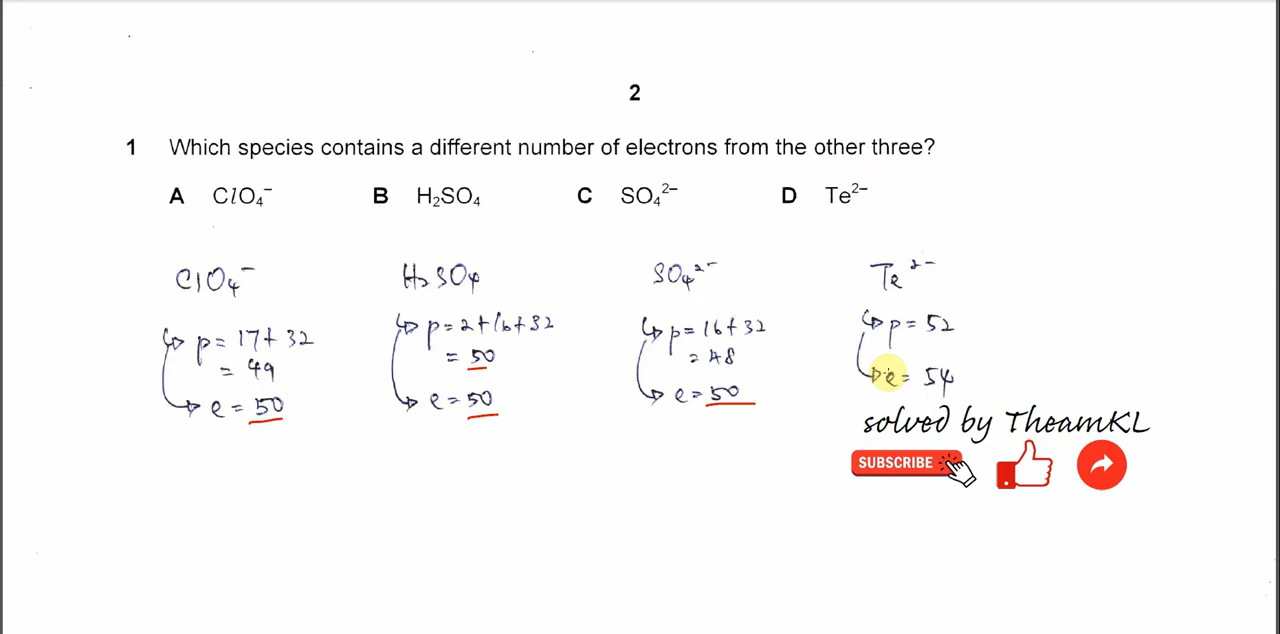 2
1 Which species contains a different number of electrons from the other three?
A ClO₄⁻ B H₂SO₄ C SO₄²⁻ D Te²⁻
ClO₄⁻ H₂SO₄ SO₄²⁻ Te²⁻
p = 17 + 32 p = 2 + 16 + 32 p = 16 + 32 p = 52
= 49 = 50 = 48
e = 50 e = 50 e = 50 e = 54
solved by TheamKL
SUBSCRIBE